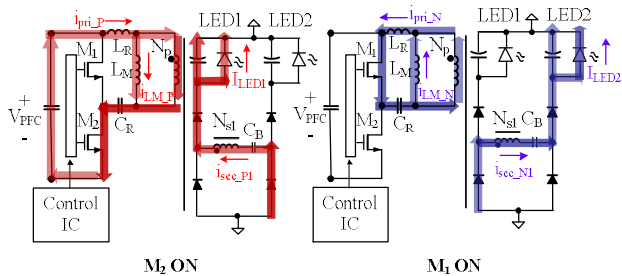 i_pri_P
LED1
LED2
L_R
N_p
M_1
L_M
i_LM_P
I_LED1
+
V_PFC
-
M_2
C_R
N_s1
C_B
i_sec_P1
Control
IC
M_2 ON
i_pri_N
LED1
LED2
L_R
N_p
M_1
L_M
i_LM_N
I_LED2
+
V_PFC
-
M_2
C_R
N_s1
C_B
i_sec_N1
Control
IC
M_1 ON